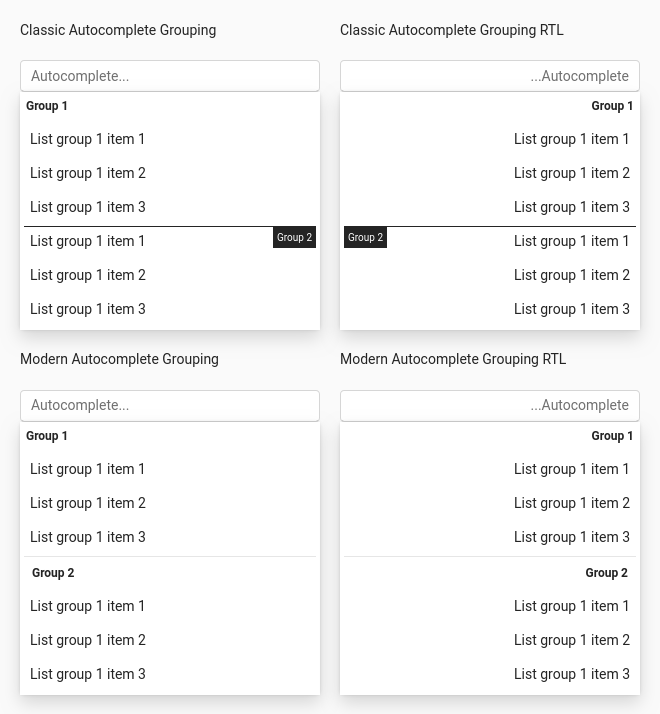 Classic Autocomplete Grouping
Autocomplete...
Group 1
List group 1 item 1
List group 1 item 2
List group 1 item 3
List group 1 item 1
Group 2
List group 1 item 2
List group 1 item 3
Classic Autocomplete Grouping RTL
...Autocomplete
Group 1
List group 1 item 1
List group 1 item 2
List group 1 item 3
Group 2
List group 1 item 1
List group 1 item 2
List group 1 item 3
Modern Autocomplete Grouping
Autocomplete...
Group 1
List group 1 item 1
List group 1 item 2
List group 1 item 3
Group 2
List group 1 item 1
List group 1 item 2
List group 1 item 3
Modern Autocomplete Grouping RTL
...Autocomplete
Group 1
List group 1 item 1
List group 1 item 2
List group 1 item 3
Group 2
List group 1 item 1
List group 1 item 2
List group 1 item 3